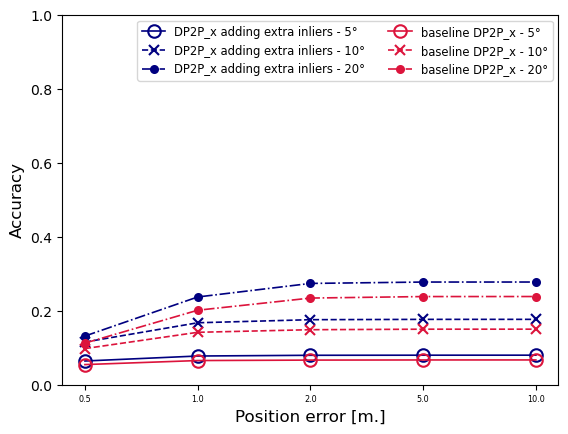 DP2P_x adding extra inliers - 5°
DP2P_x adding extra inliers - 10°
DP2P_x adding extra inliers - 20°
baseline DP2P_x - 5°
baseline DP2P_x - 10°
baseline DP2P_x - 20°
Accuracy
1.0
0.8
0.6
0.4
0.2
0.0
0.5 1.0 2.0 5.0 10.0
Position error [m.]